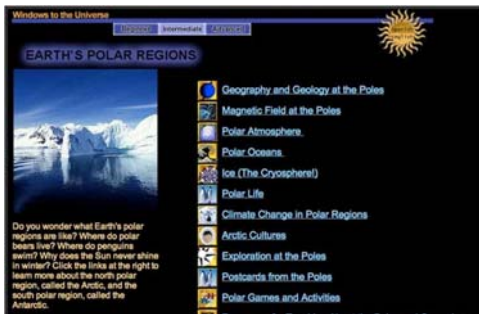 Windows to the Universe
Beginner Intermediate Advanced
EARTH'S POLAR REGIONS
Geography and Geology at the Poles
Magnetic Field at the Poles
Polar Atmosphere
Polar Oceans
Ice (The Cryosphere!)
Polar Life
Climate Change in Polar Regions
Arctic Cultures
Exploration at the Poles
Postcards from the Poles
Polar Games and Activities
Do you wonder what Earth's polar
regions are like? Where do polar
bears live? Where do penguins
swim? Why does the Sun never shine
in winter? Click the links at the right to
learn more about the north polar
region, called the Arctic, and the
south polar region, called the
Antarctic.